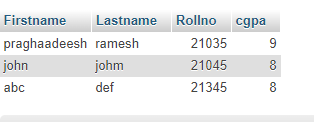 Firstname Lastname Rollno cgpa
praghaadeesh ramesh 21035 9
john johm 21045 8
abc def 21345 8